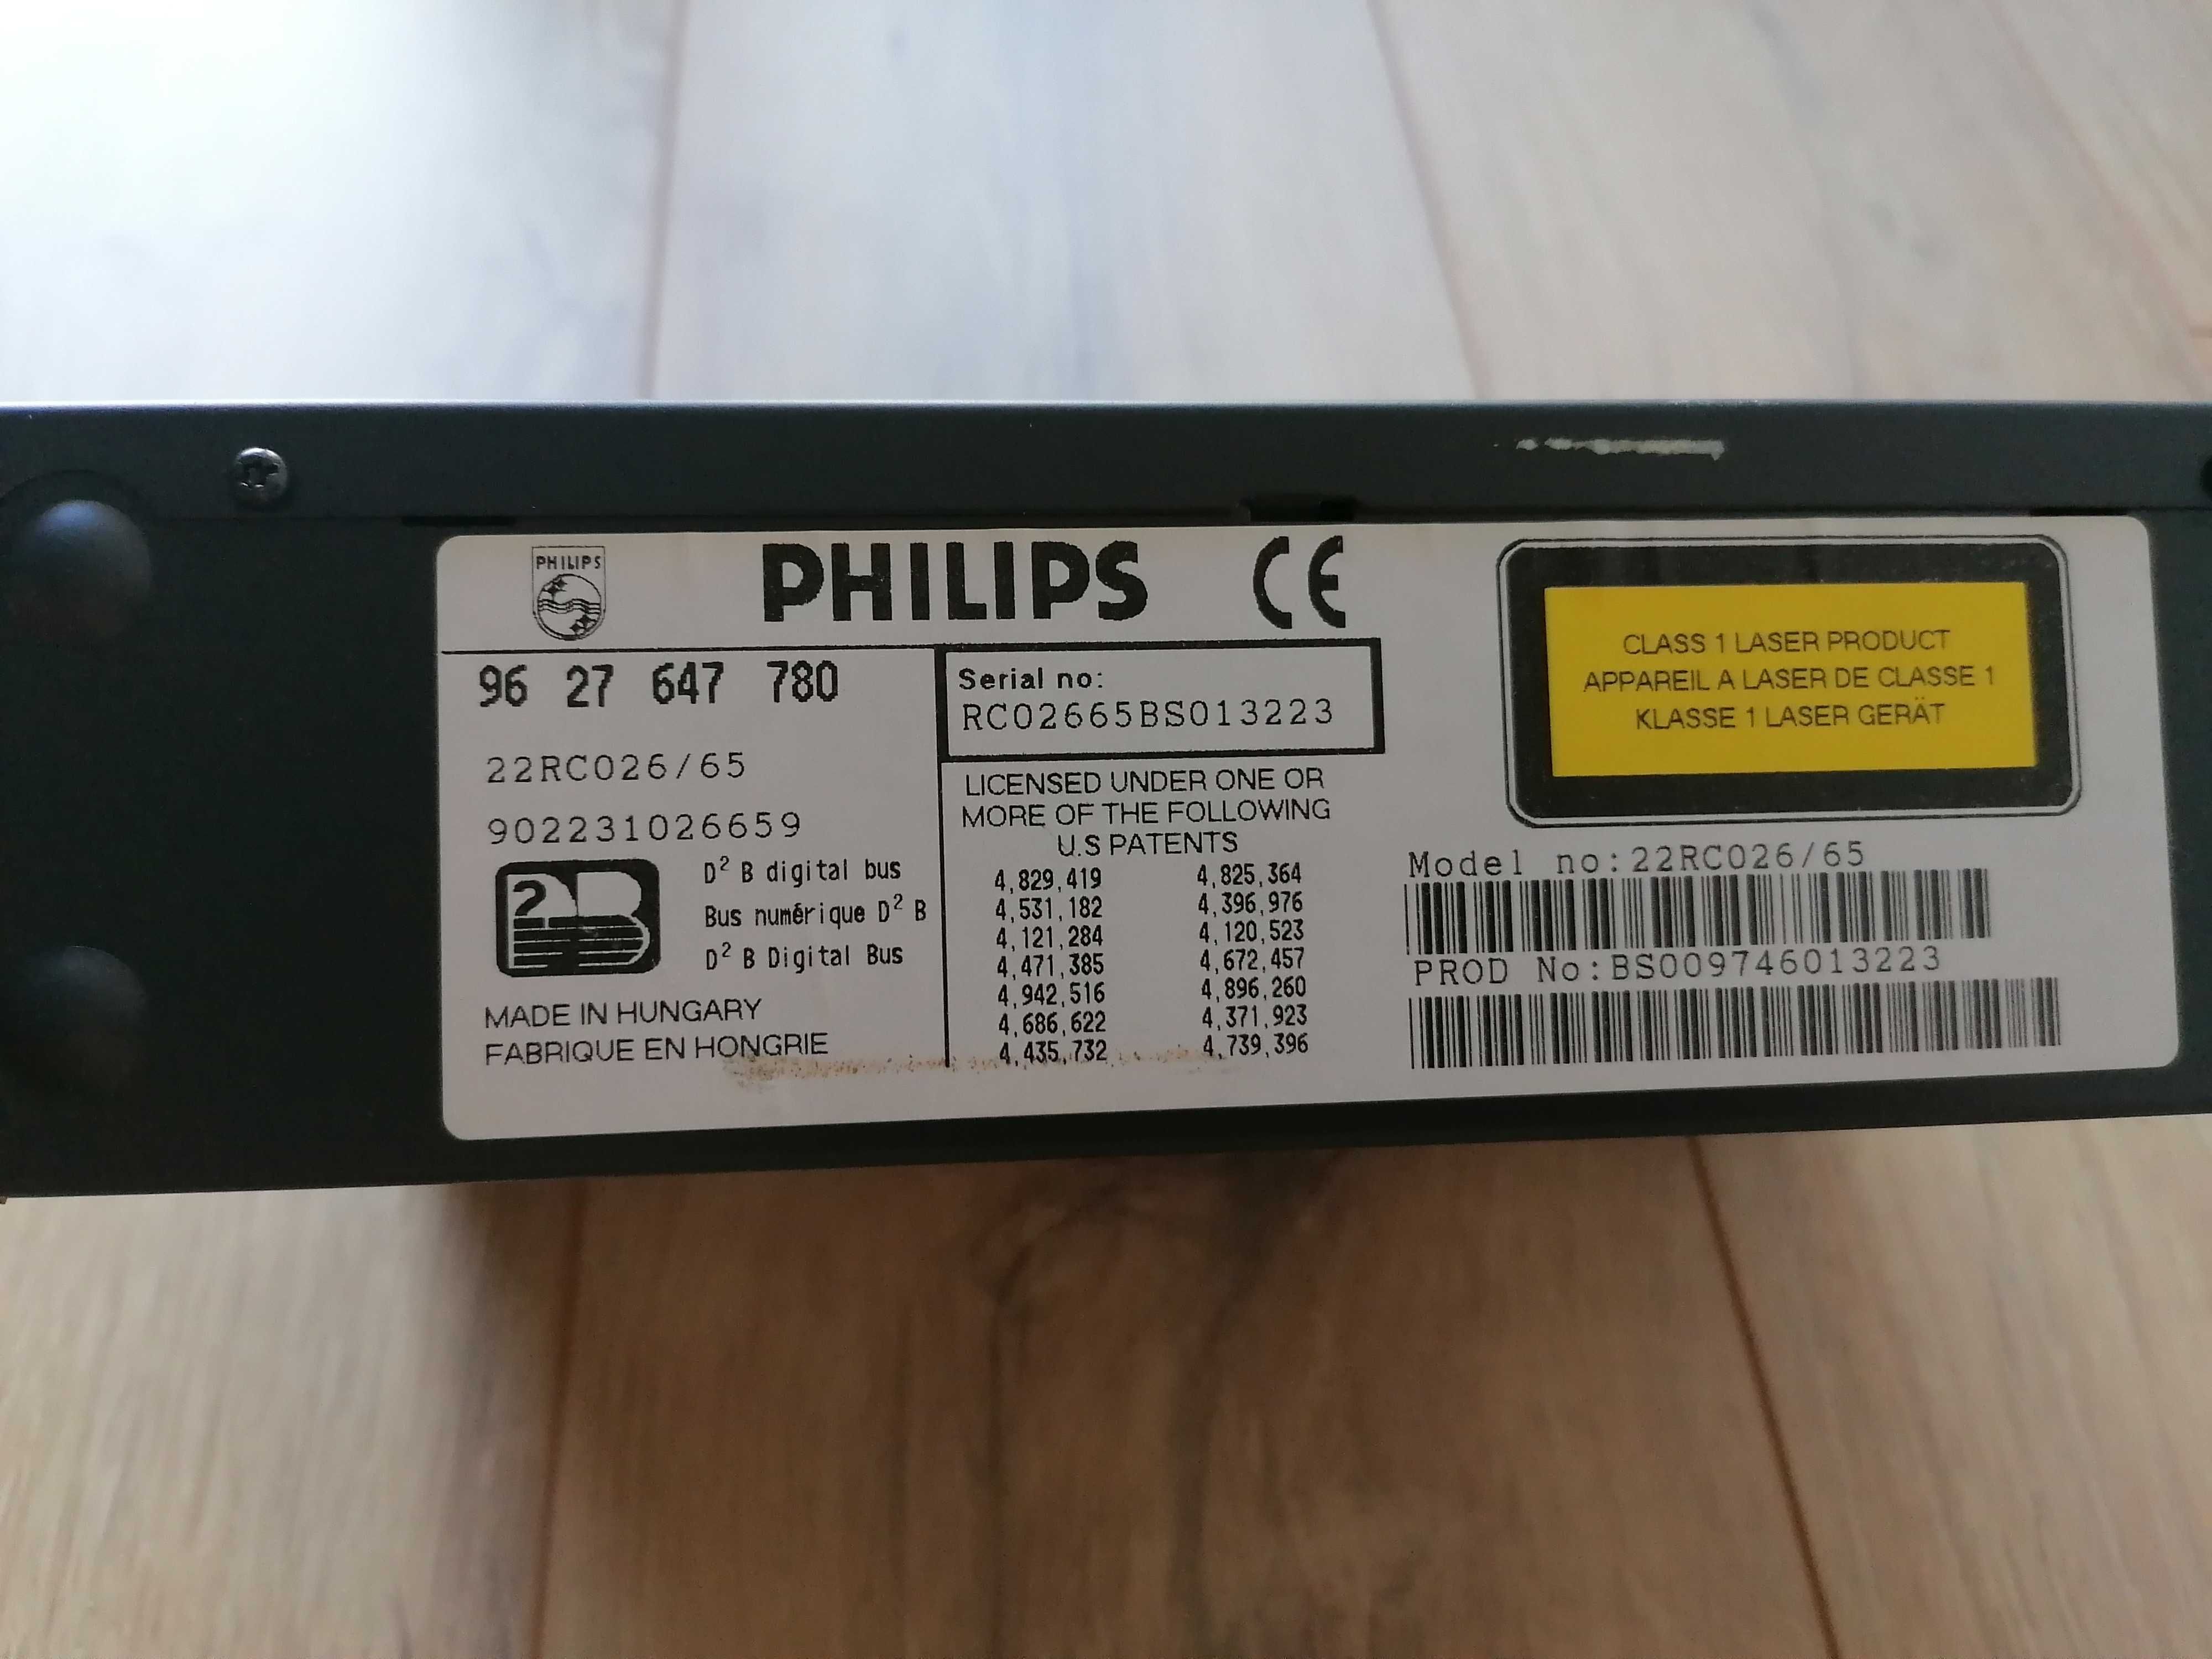 PHILIPS
PHILIPS CE
96 27 647 780
22RC026/65
902231026659
2B
D² B digital bus
Bus numérique D² B
D² B Digital Bus
MADE IN HUNGARY
FABRIQUE EN HONGRIE
Serial no:
RC02665BS013223
LICENSED UNDER ONE OR
MORE OF THE FOLLOWING
U.S PATENTS
4,829,419 4,825,364
4,531,182 4,396,976
4,121,284 4,120,523
4,471,385 4,672,457
4,942,516 4,896,260
4,686,622 4,371,923
4,435,732 4,739,396
CLASS 1 LASER PRODUCT
APPAREIL A LASER DE CLASSE 1
KLASSE 1 LASER GERÄT
Model no:22RC026/65
PROD No:BS009746013223